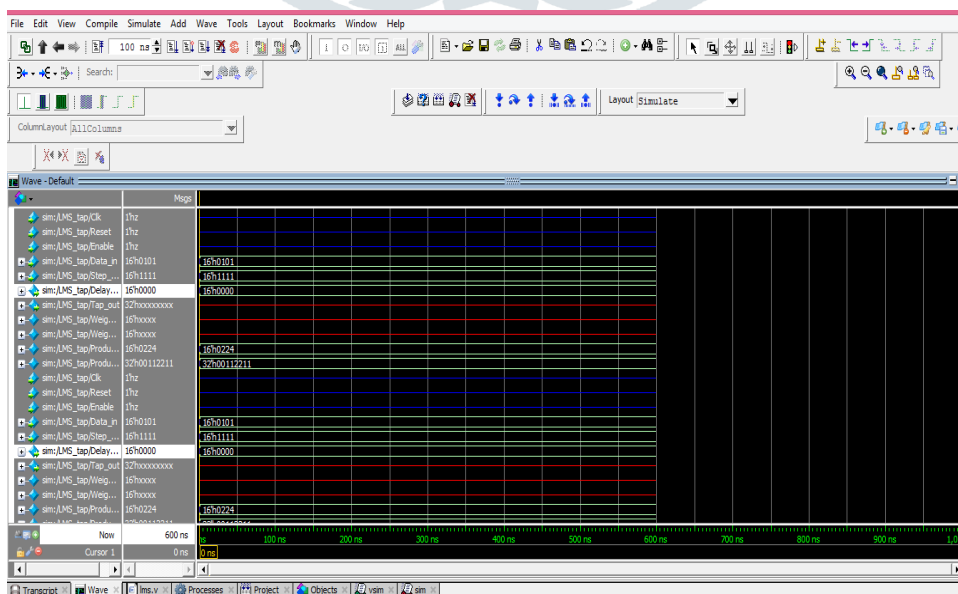 File Edit View Compile Simulate Add Wave Tools Layout Bookmarks Window Help
100 ns
Search:
Layout Simulate
ColumnLayout AllColumns
Wave - Default
Msgs
sim:/LMS_tap/Clk 1'hz
sim:/LMS_tap/Reset 1'hz
sim:/LMS_tap/Enable 1'hz
sim:/LMS_tap/Data_in 16'h0101 16'h0101
sim:/LMS_tap/Step_... 16'h1111 16'h1111
sim:/LMS_tap/Delay... 16'h0000 16'h0000
sim:/LMS_tap/Tap_out 32'hxxxxxxxx
sim:/LMS_tap/Weig... 16'hxxxx
sim:/LMS_tap/Weig... 16'hxxxx
sim:/LMS_tap/Produ... 16'h0224 16'h0224
sim:/LMS_tap/Produ... 32'h00112211 32'h00112211
sim:/LMS_tap/Clk 1'hz
sim:/LMS_tap/Reset 1'hz
sim:/LMS_tap/Enable 1'hz
sim:/LMS_tap/Data_in 16'h0101 16'h0101
sim:/LMS_tap/Step_... 16'h1111 16'h1111
sim:/LMS_tap/Delay... 16'h0000 16'h0000
sim:/LMS_tap/Tap_out 32'hxxxxxxxx
sim:/LMS_tap/Weig... 16'hxxxx
sim:/LMS_tap/Weig... 16'hxxxx
sim:/LMS_tap/Produ... 16'h0224 16'h0224
Now 600 ns ns 100 ns 200 ns 300 ns 400 ns 500 ns 600 ns 700 ns 800 ns 900 ns 1,0
Cursor 1 0 ns 0 ns
Transcript Wave lms.v Processes Project Objects vsim sim